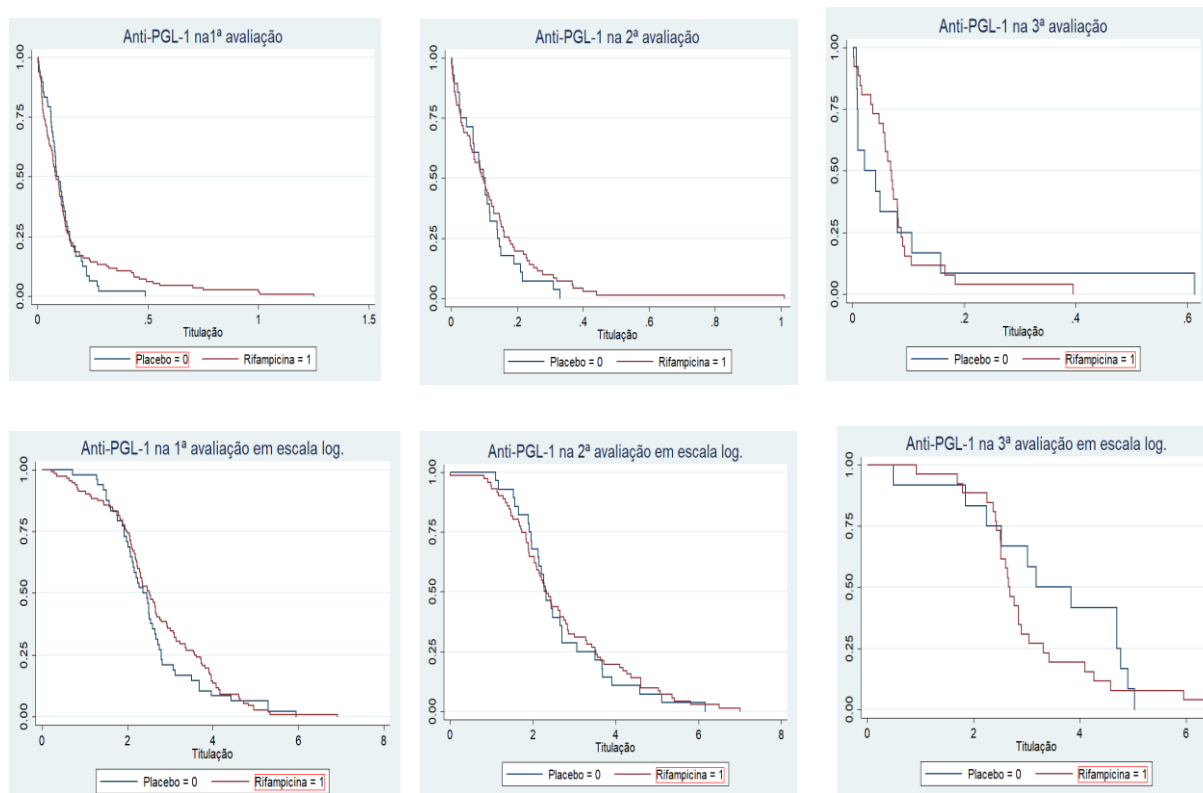 Anti-PGL-1 na1ª avaliação
1.00
0.75
0.50
0.25
0.00
0 .5 1 1.5
Titulação
Placebo = 0 Rifampicina = 1
Anti-PGL-1 na 2ª avaliação
1.00
0.75
0.50
0.25
0.00
0 .2 .4 .6 .8 1
Titulação
Placebo = 0 Rifampicina = 1
Anti-PGL-1 na 3ª avaliação
1.00
0.75
0.50
0.25
0.00
0 .2 .4 .6
Titulação
Placebo = 0 Rifampicina = 1
Anti-PGL-1 na 1ª avaliação em escala log.
1.00
0.75
0.50
0.25
0.00
0 2 4 6 8
Titulação
Placebo = 0 Rifampicina = 1
Anti-PGL-1 na 2ª avaliação em escala log.
1.00
0.75
0.50
0.25
0.00
0 2 4 6 8
Titulação
Placebo = 0 Rifampicina = 1
Anti-PGL-1 na 3ª avaliação em escala log.
1.00
0.75
0.50
0.25
0.00
0 2 4 6
Titulação
Placebo = 0 Rifampicina = 1